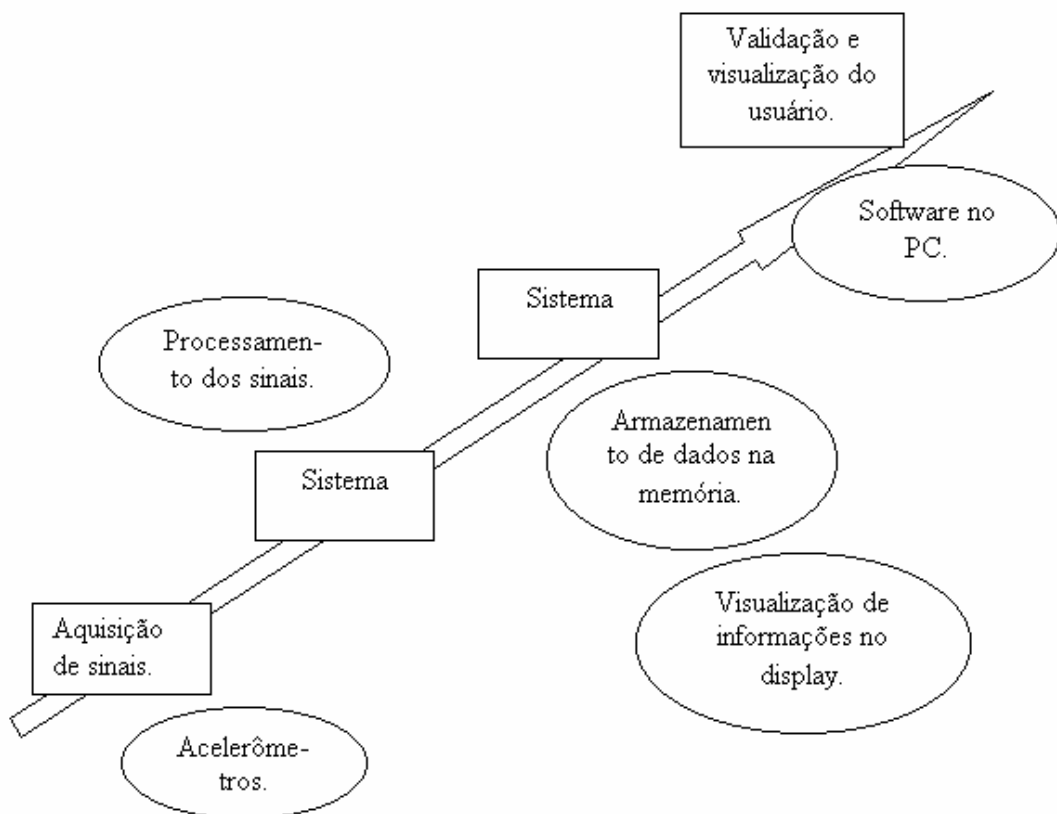 Validação e
visualização do
usuário.
Software no
PC.
Sistema
Processamen-
to dos sinais.
Armazenamen
to de dados na
memória.
Sistema
Visualização de
informações no
display.
Aquisição
de sinais.
Acelerôme-
tros.